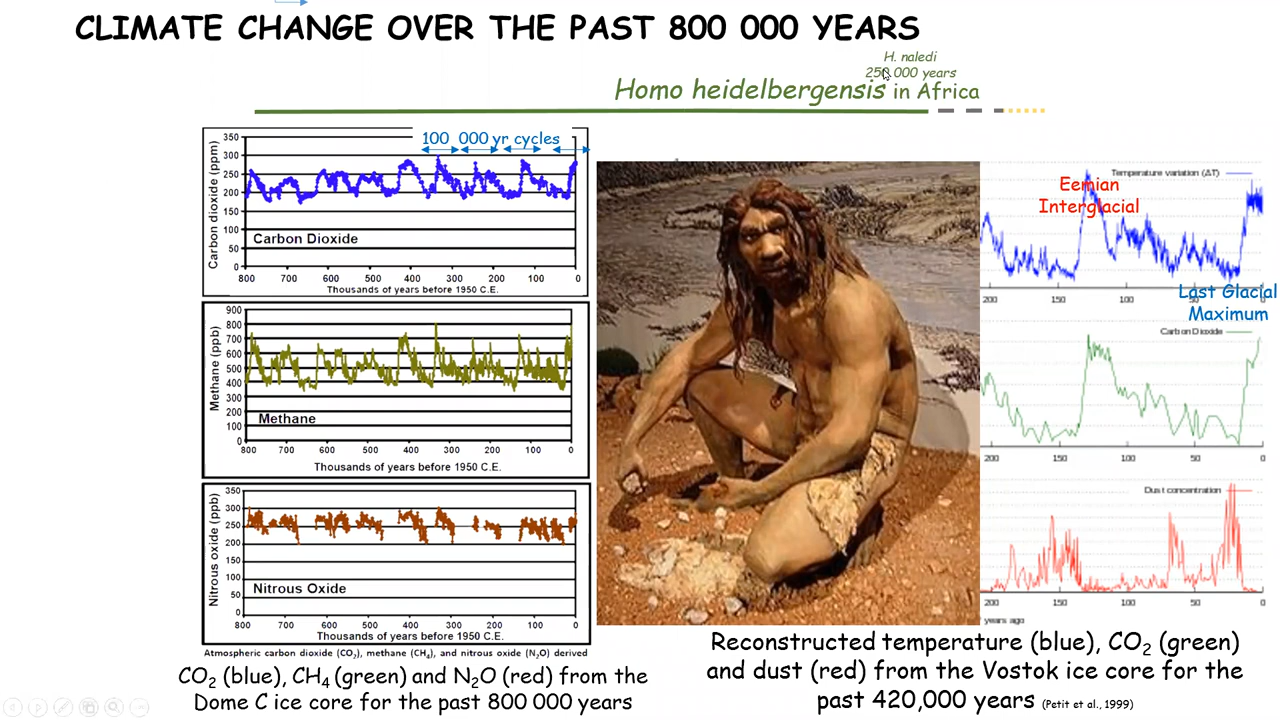 CLIMATE CHANGE OVER THE PAST 800 000 YEARS
H. naledi
250,000 years
Homo heidelbergensis in Africa
100 000 yr cycles
Carbon dioxide (ppm)
350
300
250
200
150
100
50
0
Carbon Dioxide
800 700 600 500 400 300 200 100 0
Thousands of years before 1950 C.E.
Methane (ppb)
900
800
700
600
500
400
300
200
100
0
Methane
800 700 600 500 400 300 200 100 0
Thousands of years before 1950 C.E.
Nitrous oxide (ppb)
350
300
250
200
150
100
50
0
Nitrous Oxide
800 700 600 500 400 300 200 100 0
Thousands of years before 1950 C.E.
Atmospheric carbon dioxide (CO₂), methane (CH₄), and nitrous oxide (N₂O) derived
CO₂ (blue), CH₄ (green) and N₂O (red) from the
Dome C ice core for the past 800 000 years
Temperature variation (ΔT)
Eemian
Interglacial
200 150 100 50 0
Last Glacial
Maximum
Carbon Dioxide
200 150 100 50 0
Dust concentration
200 150 100 50 0
years ago
Reconstructed temperature (blue), CO₂ (green)
and dust (red) from the Vostok ice core for the
past 420,000 years (Petit et al., 1999)